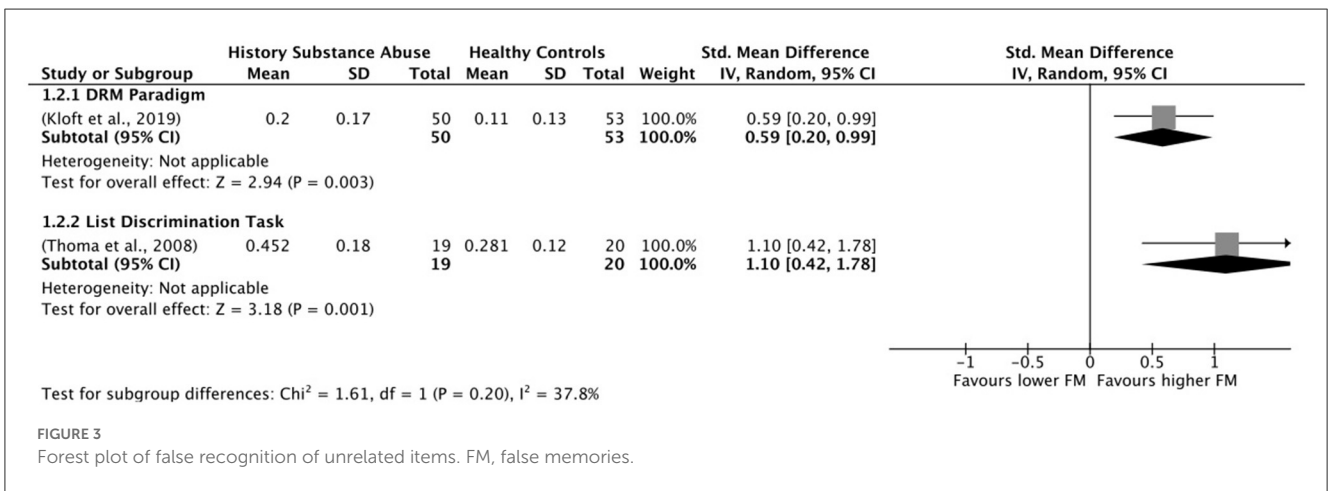 History Substance Abuse Healthy Controls Std. Mean Difference Std. Mean Difference
Study or Subgroup Mean SD Total Mean SD Total Weight IV, Random, 95% CI IV, Random, 95% CI
1.2.1 DRM Paradigm
(Kloft et al., 2019) 0.2 0.17 50 0.11 0.13 53 100.0% 0.59 [0.20, 0.99]
Subtotal (95% CI) 50 53 100.0% 0.59 [0.20, 0.99]
Heterogeneity: Not applicable
Test for overall effect: Z = 2.94 (P = 0.003)
1.2.2 List Discrimination Task
(Thoma et al., 2008) 0.452 0.18 19 0.281 0.12 20 100.0% 1.10 [0.42, 1.78]
Subtotal (95% CI) 19 20 100.0% 1.10 [0.42, 1.78]
Heterogeneity: Not applicable
Test for overall effect: Z = 3.18 (P = 0.001)
-1 -0.5 0 0.5 1
Favours lower FM Favours higher FM
Test for subgroup differences: Chi² = 1.61, df = 1 (P = 0.20), I² = 37.8%
FIGURE 3
Forest plot of false recognition of unrelated items. FM, false memories.